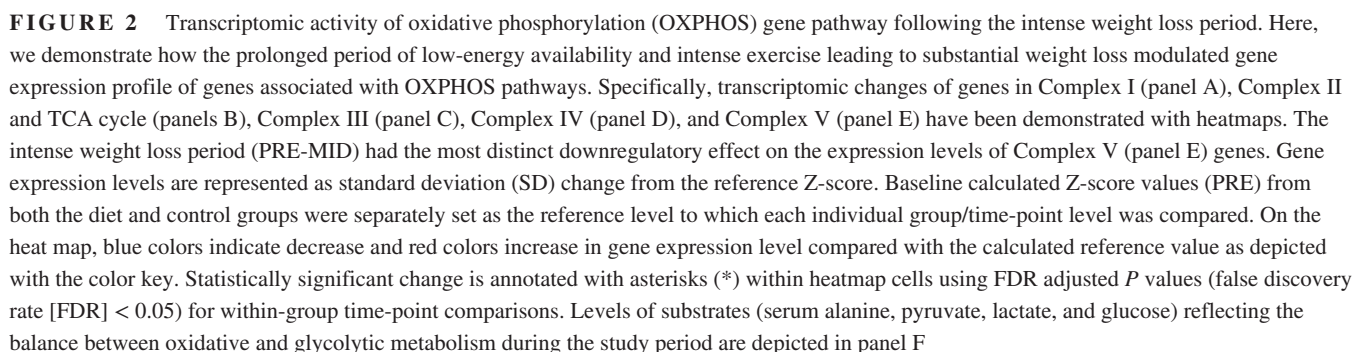 FIGURE 2 Transcriptomic activity of oxidative phosphorylation (OXPHOS) gene pathway following the intense weight loss period. Here,
we demonstrate how the prolonged period of low-energy availability and intense exercise leading to substantial weight loss modulated gene
expression profile of genes associated with OXPHOS pathways. Specifically, transcriptomic changes of genes in Complex I (panel A), Complex II
and TCA cycle (panels B), Complex III (panel C), Complex IV (panel D), and Complex V (panel E) have been demonstrated with heatmaps. The
intense weight loss period (PRE-MID) had the most distinct downregulatory effect on the expression levels of Complex V (panel E) genes. Gene
expression levels are represented as standard deviation (SD) change from the reference Z-score. Baseline calculated Z-score values (PRE) from
both the diet and control groups were separately set as the reference level to which each individual group/time-point level was compared. On the
heat map, blue colors indicate decrease and red colors increase in gene expression level compared with the calculated reference value as depicted
with the color key. Statistically significant change is annotated with asterisks (*) within heatmap cells using FDR adjusted P values (false discovery
rate [FDR] < 0.05) for within-group time-point comparisons. Levels of substrates (serum alanine, pyruvate, lactate, and glucose) reflecting the
balance between oxidative and glycolytic metabolism during the study period are depicted in panel F